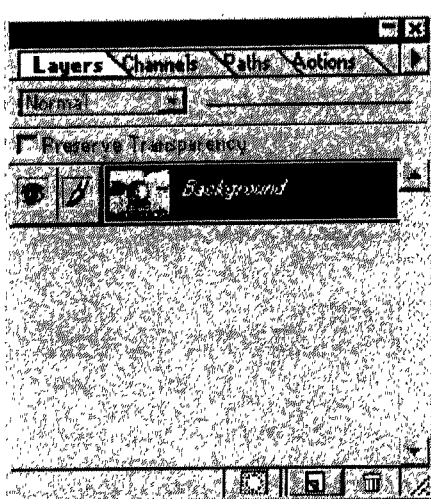 Layers Channels Paths Actions
Normal
Preserve Transparency
Background